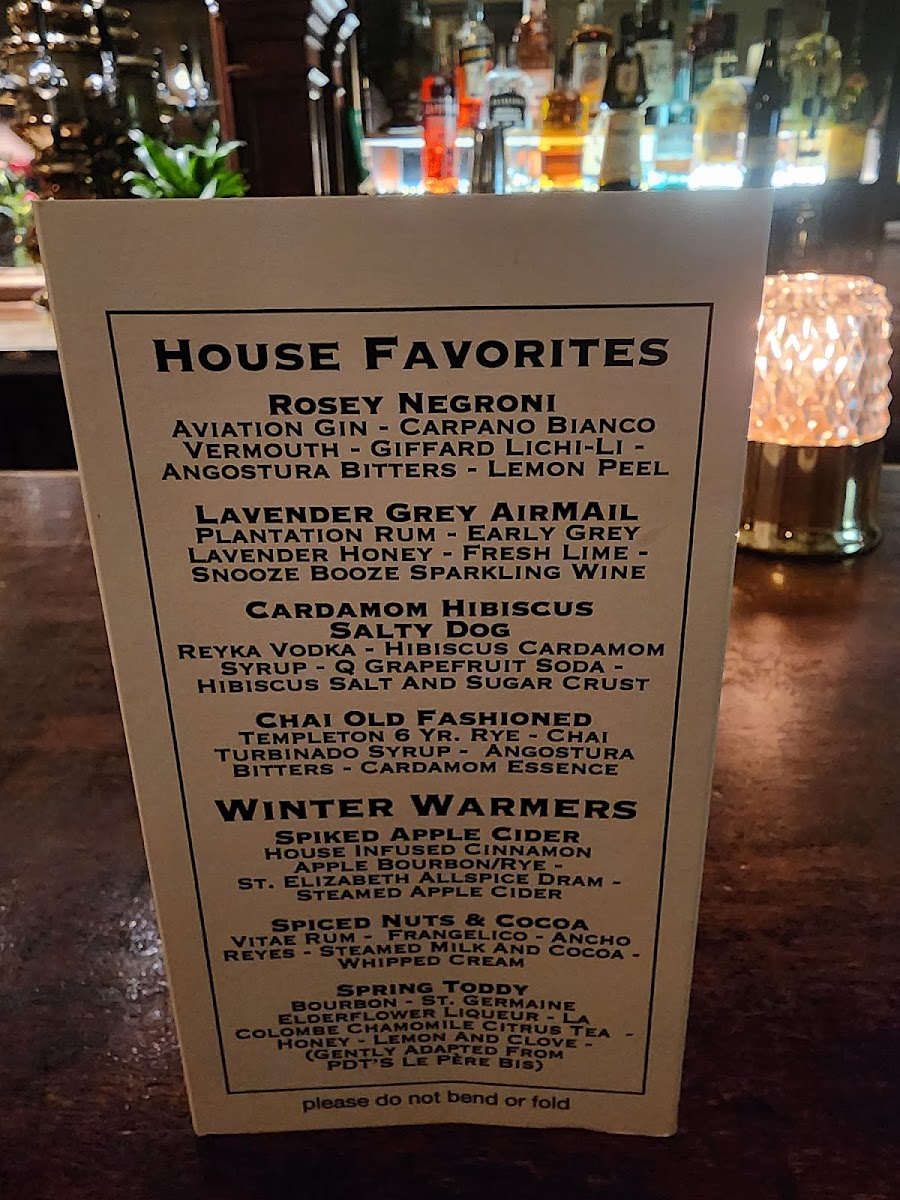 House Favorites
Rosey Negroni
Aviation Gin - Carpano Bianco
Vermouth - Giffard Lichi-Li -
Angostura Bitters - Lemon Peel
Lavender Grey AirMAil
Plantation Rum - Early Grey
Lavender Honey - Fresh Lime -
Snooze Booze Sparkling Wine
Cardamom Hibiscus
Salty Dog
Reyka Vodka - Hibiscus Cardamom
Syrup - Q Grapefruit Soda -
Hibiscus Salt And Sugar Crust
Chai Old Fashioned
Templeton 6 Yr. Rye - Chai
Turbinado Syrup - Angostura
Bitters - Cardamom Essence
Winter Warmers
Spiked Apple Cider
House Infused Cinnamon
Apple Bourbon/Rye -
St. Elizabeth Allspice Dram -
Steamed Apple Cider
Spiced Nuts & Cocoa
Vitae Rum - Frangelico - Ancho
Reyes - Steamed Milk And Cocoa -
Whipped Cream
Spring Toddy
Bourbon - St. Germaine
Elderflower Liqueur - La
Colombe Chamomile Citrus Tea -
Honey - Lemon And Clove -
(Gently Adapted From
PDT's Le Père Bis)
please do not bend or fold